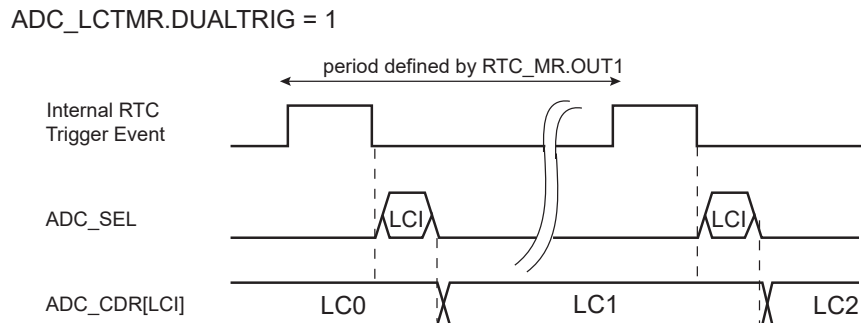 ADC_LCTMR.DUALTRIG = 1
period defined by RTC_MR.OUT1
Internal RTC
Trigger Event
ADC_SEL
LCI
LCI
ADC_CDR[LCI]
LC0
LC1
LC2